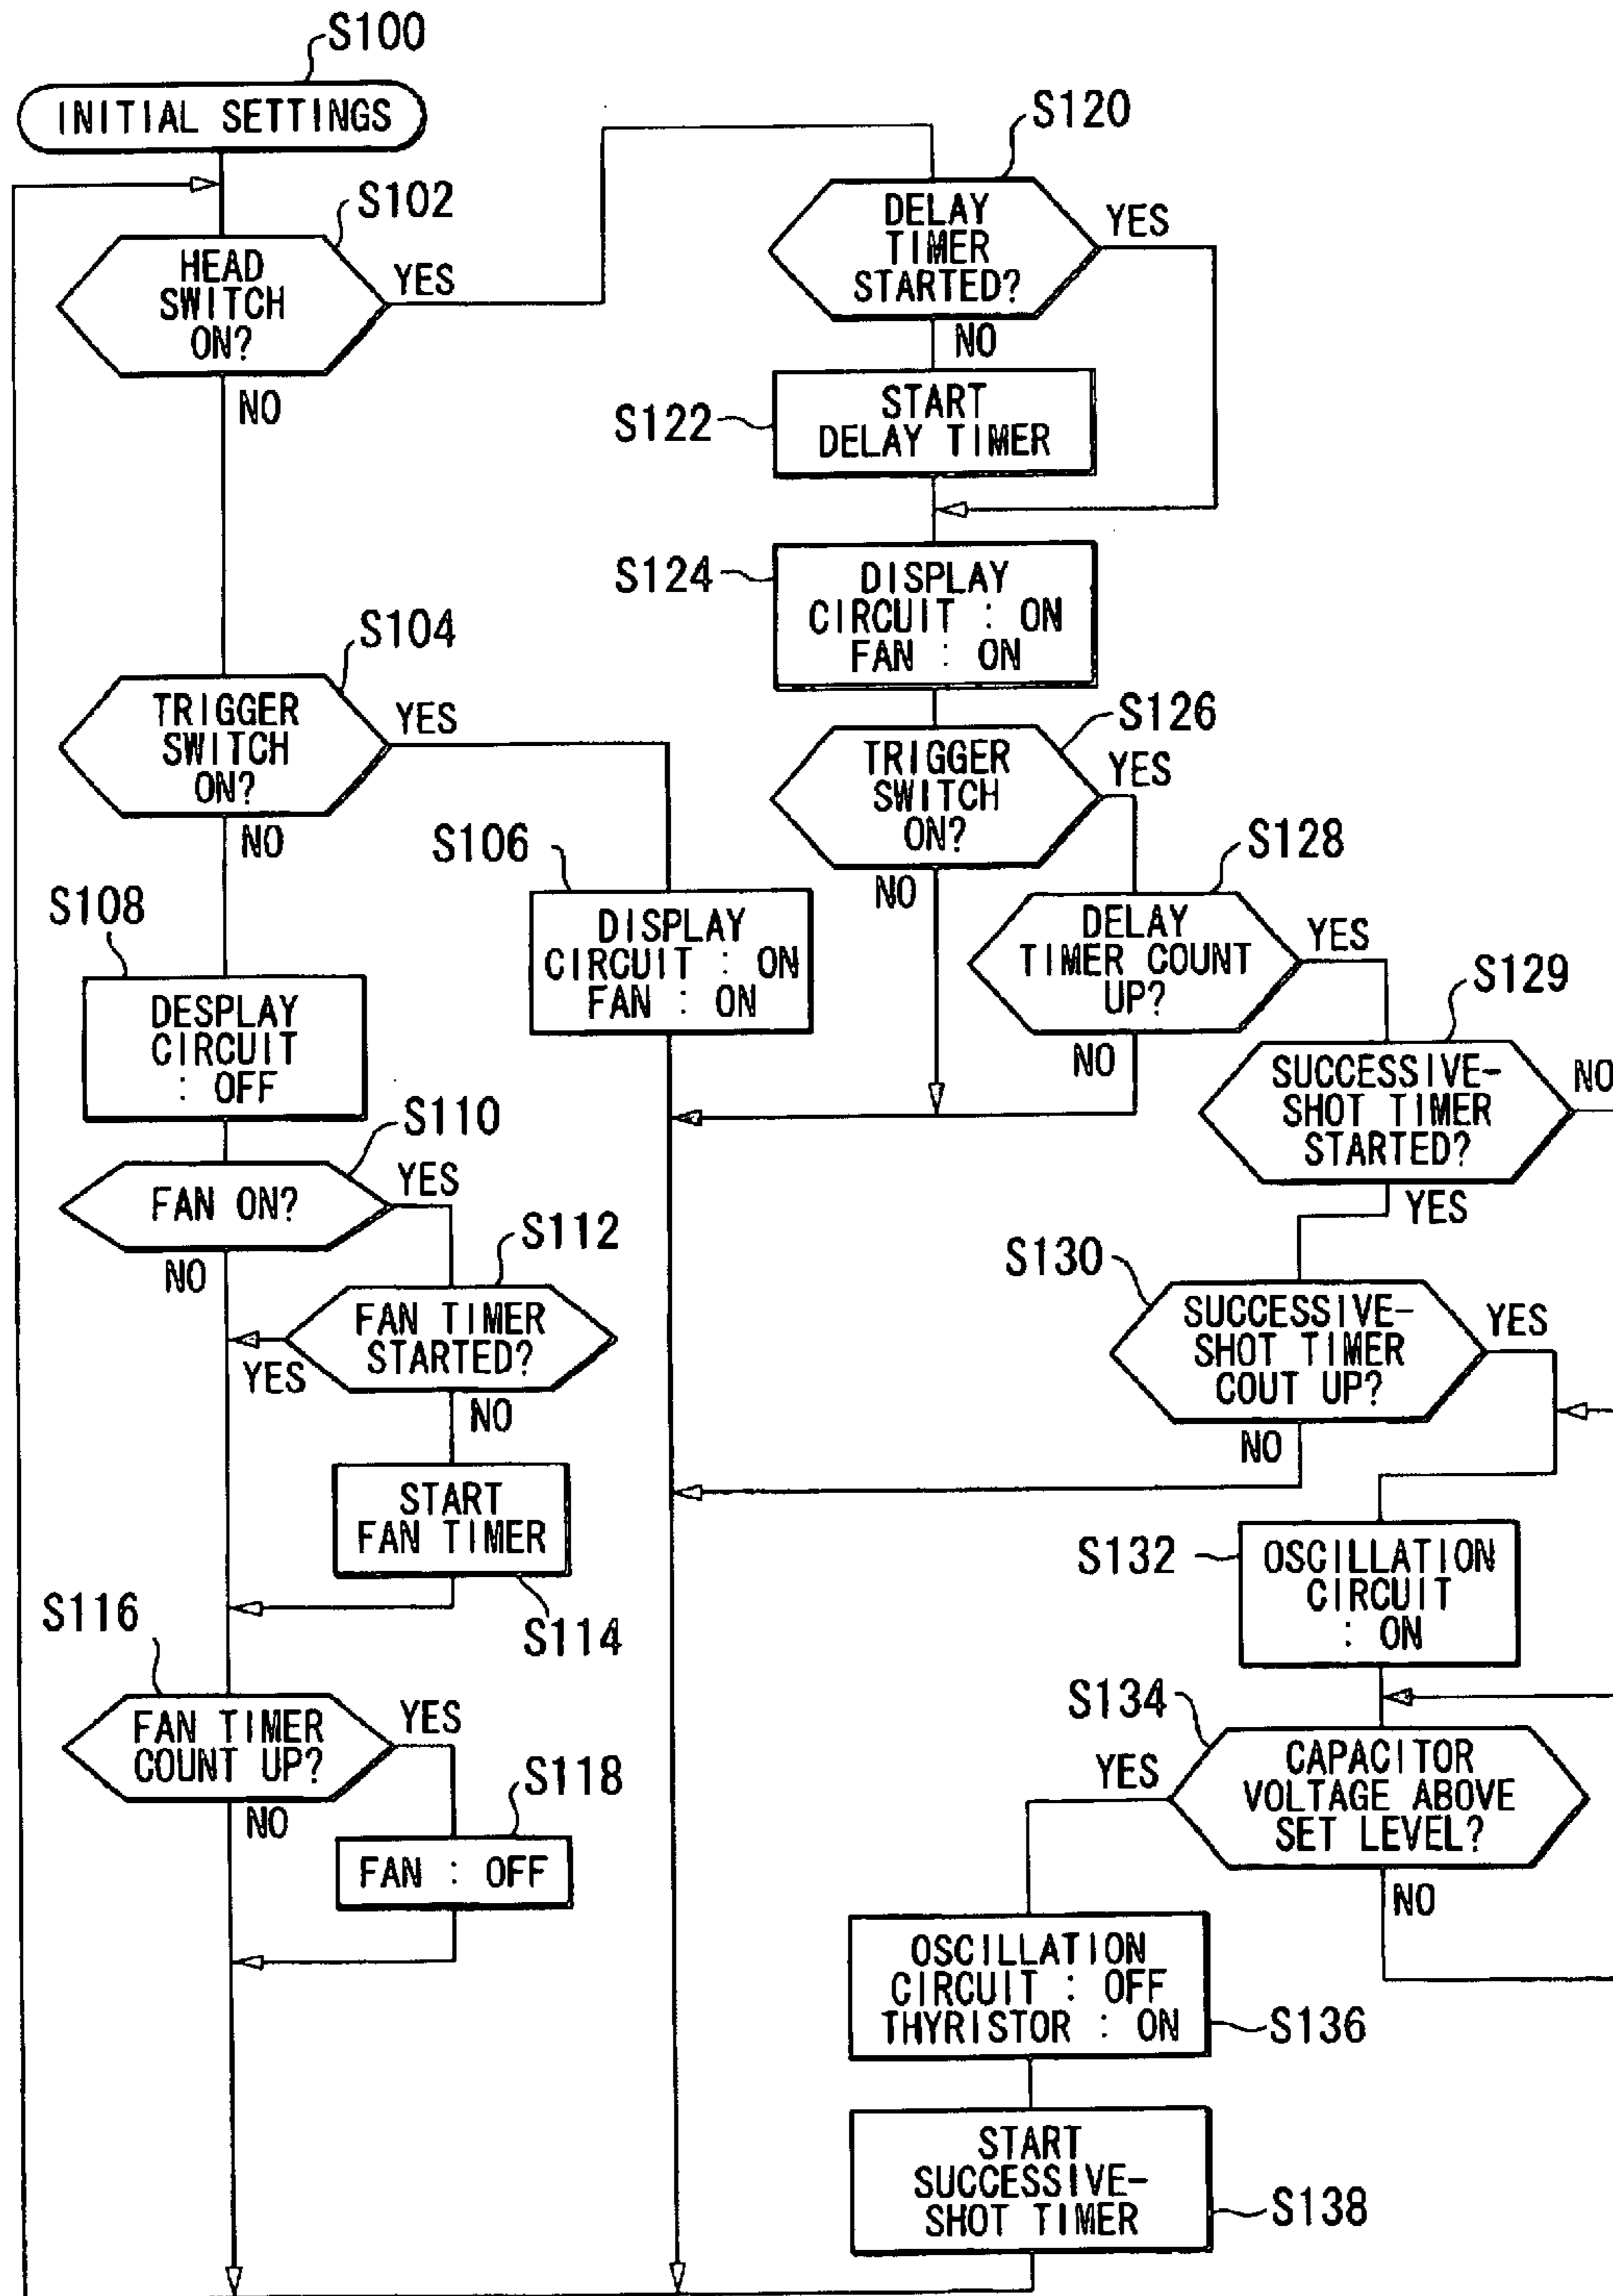 S100
INITIAL SETTINGS
S102
HEAD
SWITCH
ON?
YES
NO
S104
TRIGGER
SWITCH
ON?
YES
NO
S106
DISPLAY
CIRCUIT : ON
FAN : ON
S108
DESPLAY
CIRCUIT
: OFF
S110
FAN ON?
YES
NO
S112
FAN TIMER
STARTED?
YES
NO
START
FAN TIMER
S114
S116
FAN TIMER
COUNT UP?
YES
NO
S118
FAN : OFF
S120
DELAY
TIMER
STARTED?
YES
NO
S122
START
DELAY TIMER
S124
DISPLAY
CIRCUIT : ON
FAN : ON
S126
TRIGGER
SWITCH
ON?
YES
NO
S128
DELAY
TIMER COUNT
UP?
YES
NO
S129
SUCCESSIVE-
SHOT TIMER
STARTED?
NO
YES
S130
SUCCESSIVE-
SHOT TIMER
COUT UP?
YES
NO
S132
OSCILLATION
CIRCUIT
: ON
S134
CAPACITOR
VOLTAGE ABOVE
SET LEVEL?
YES
NO
OSCILLATION
CIRCUIT : OFF
THYRISTOR : ON
S136
START
SUCCESSIVE-
SHOT TIMER
S138